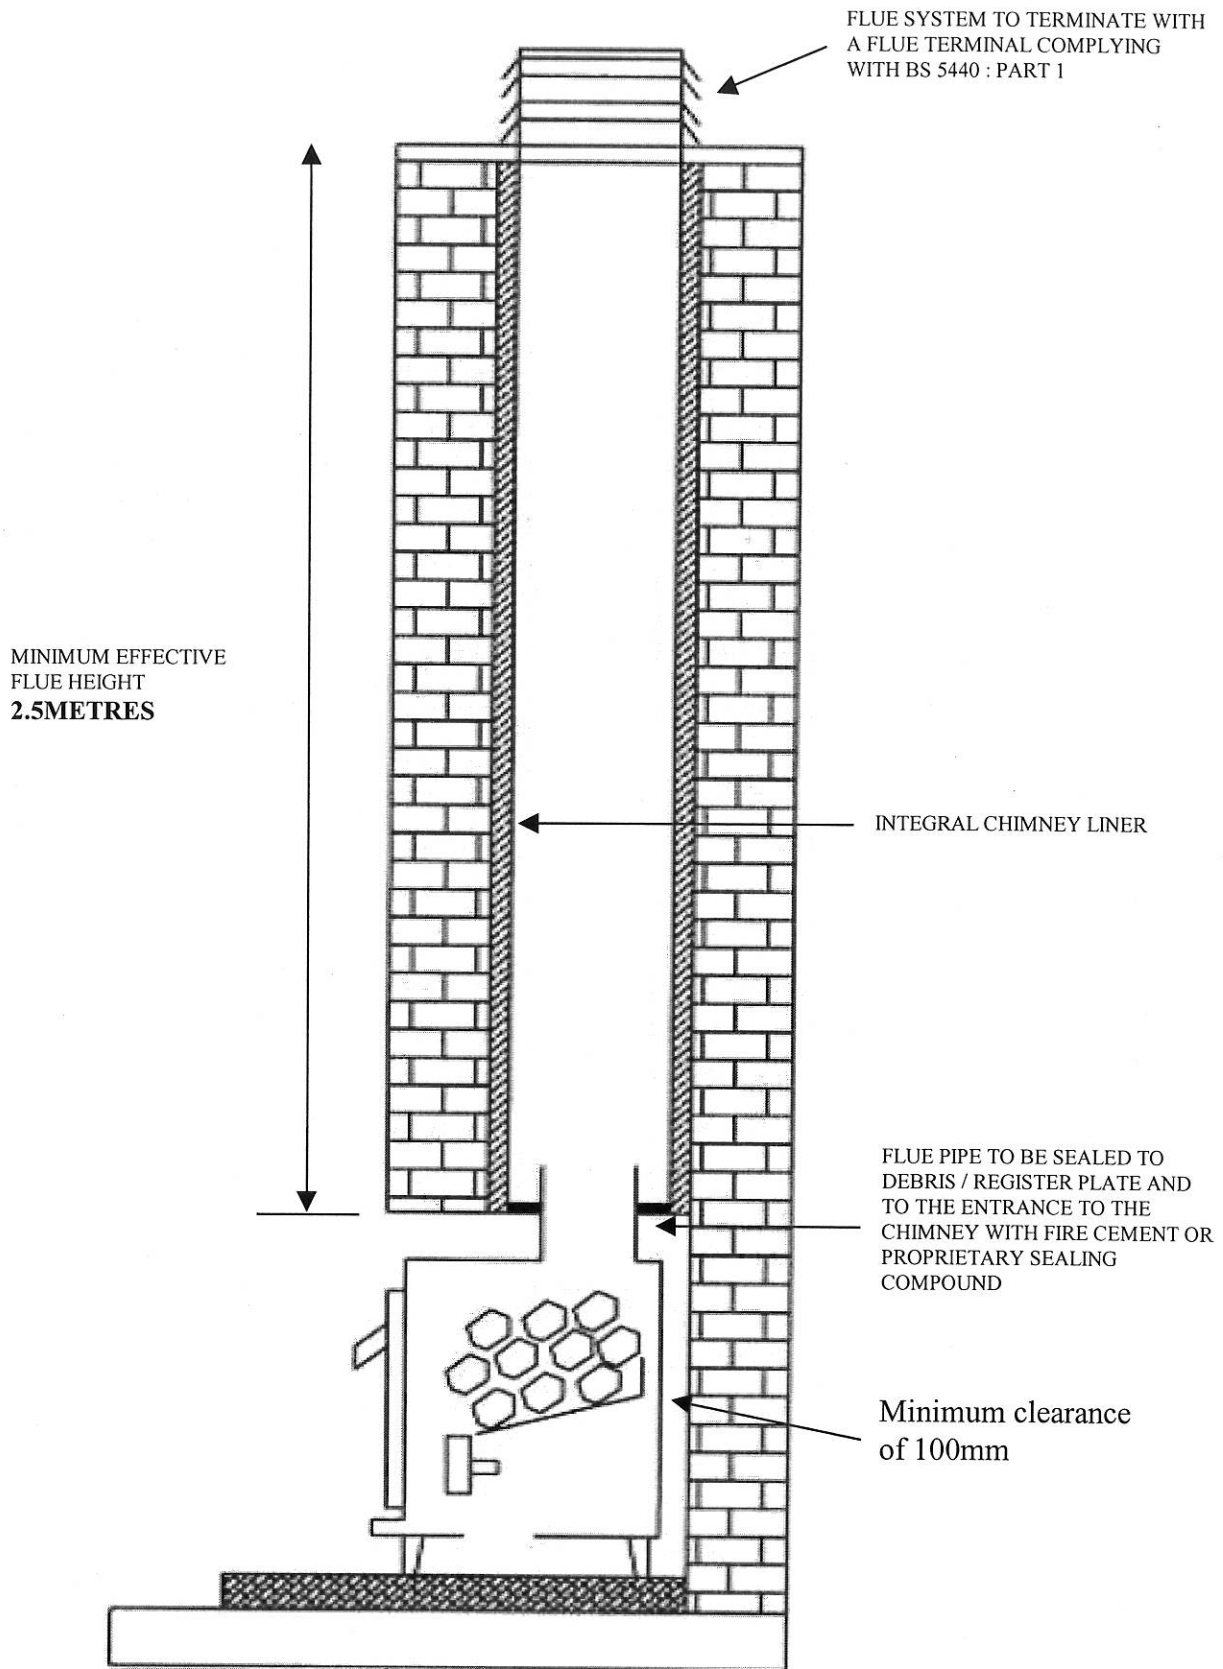 FLUE SYSTEM TO TERMINATE WITH
A FLUE TERMINAL COMPLYING
WITH BS 5440 : PART 1
MINIMUM EFFECTIVE
FLUE HEIGHT
2.5METRES
INTEGRAL CHIMNEY LINER
FLUE PIPE TO BE SEALED TO
DEBRIS / REGISTER PLATE AND
TO THE ENTRANCE TO THE
CHIMNEY WITH FIRE CEMENT OR
PROPRIETARY SEALING
COMPOUND
Minimum clearance
of 100mm